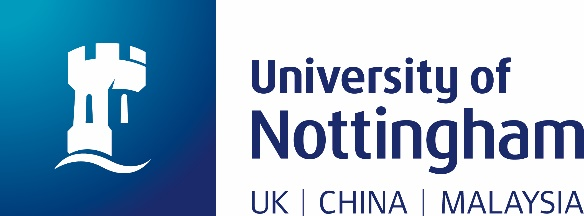 University of
Nottingham
UK | CHINA | MALAYSIA